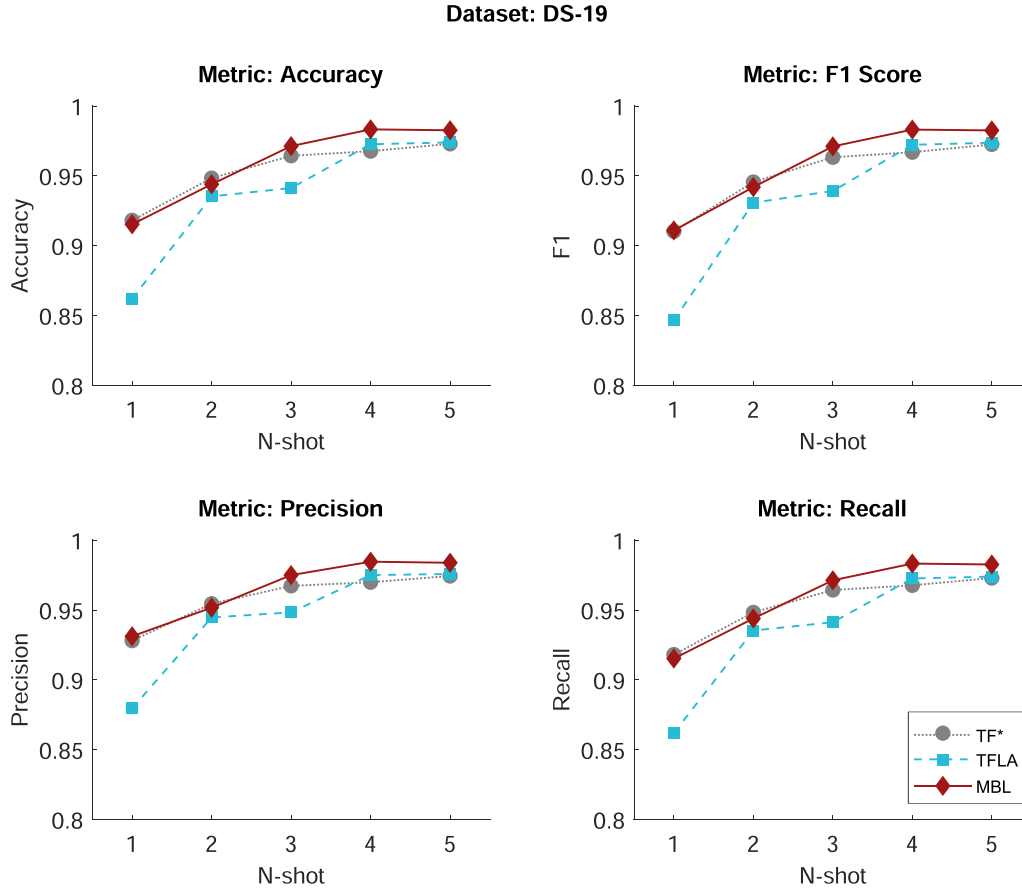 Dataset: DS-19
Metric: Accuracy
1
0.95
0.9
0.85
0.8
Accuracy
1 2 3 4 5
N-shot
Metric: F1 Score
1
0.95
0.9
0.85
0.8
F1
1 2 3 4 5
N-shot
Metric: Precision
1
0.95
0.9
0.85
0.8
Precision
1 2 3 4 5
N-shot
Metric: Recall
1
0.95
0.9
0.85
0.8
Recall
TF*
TFLA
MBL
1 2 3 4 5
N-shot